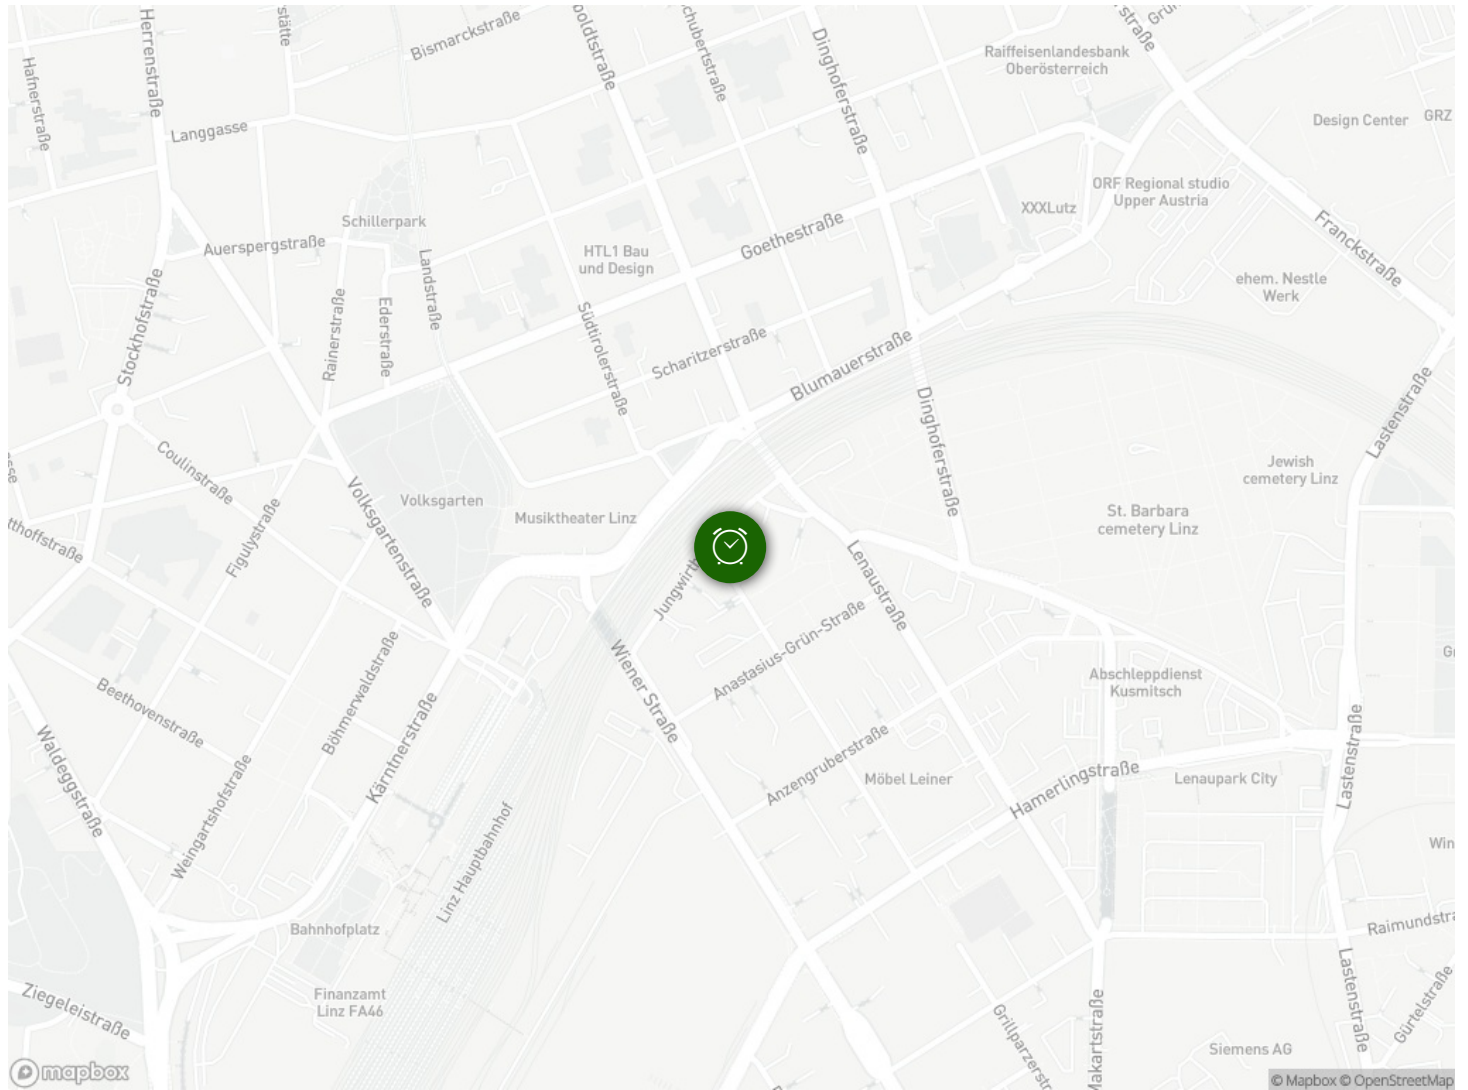 Herrenstraße
Hafnerstraße
Bismarckstraße
Dinghoferstraße
Raiffeisenlandesbank
Oberösterreich
Design Center
GRZ
Langgasse
Schillerpark
Auerspergstraße
Landstraße
HTL1 Bau
und Design
Goethestraße
XXXLutz
ORF Regional studio
Upper Austria
Franckstraße
ehem. Nestle
Werk
Stockhofstraße
Rainerstraße
Ederstraße
Südtirolerstraße
Scharitzerstraße
Blumauerstraße
Dinghoferstraße
Lastenstraße
Coulinstraße
Figulystraße
Volksgartenstraße
Volksgarten
Musiktheater Linz
St. Barbara
cemetery Linz
Jewish
cemetery Linz
Lenaustraße
Anastasius-Grün-Straße
Wiener Straße
Abschleppdienst
Kusmitsch
Beethovenstraße
Böhmerwaldstraße
Kärntnerstraße
Waldeggstraße
Weingartshofstraße
Linz Hauptbahnhof
Anzengruberstraße
Möbel Leiner
Hamerlingstraße
Lenaupark City
Lastenstraße
Bahnhofplatz
Finanzamt
Linz FA46
Ziegeleistraße
Makartstraße
Lastenstraße
Gürtelstraße
Siemens AG
mapbox
© Mapbox © OpenStreetMap